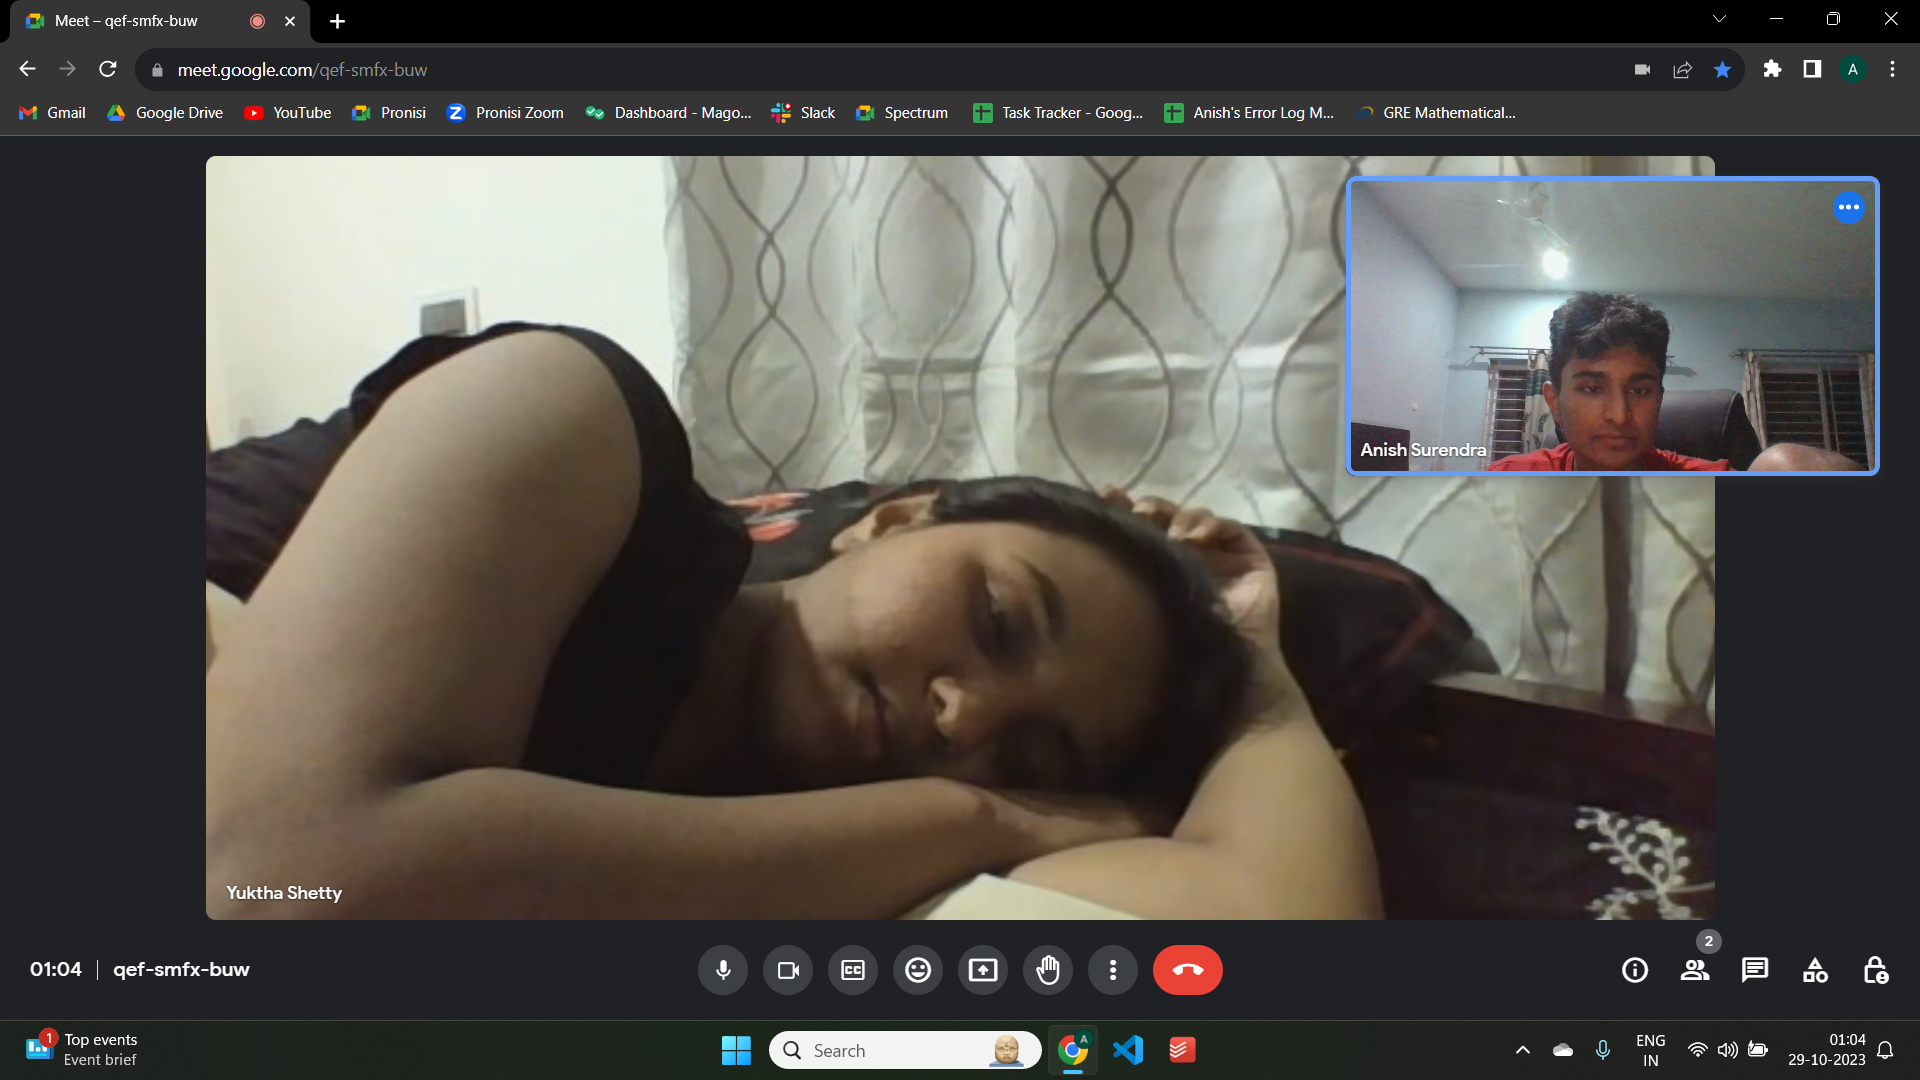 Meet – qef-smfx-buw
meet.google.com/qef-smfx-buw
A
Gmail
Google Drive
YouTube
Pronisi
Pronisi Zoom
Dashboard - Mago...
Slack
Spectrum
Task Tracker - Goog...
Anish's Error Log M...
GRE Mathematical...
Anish Surendra
Yuktha Shetty
01:04
qef-smfx-buw
CC
2
1
Top events
Event brief
Search
A
ENG
IN
01:04
29-10-2023